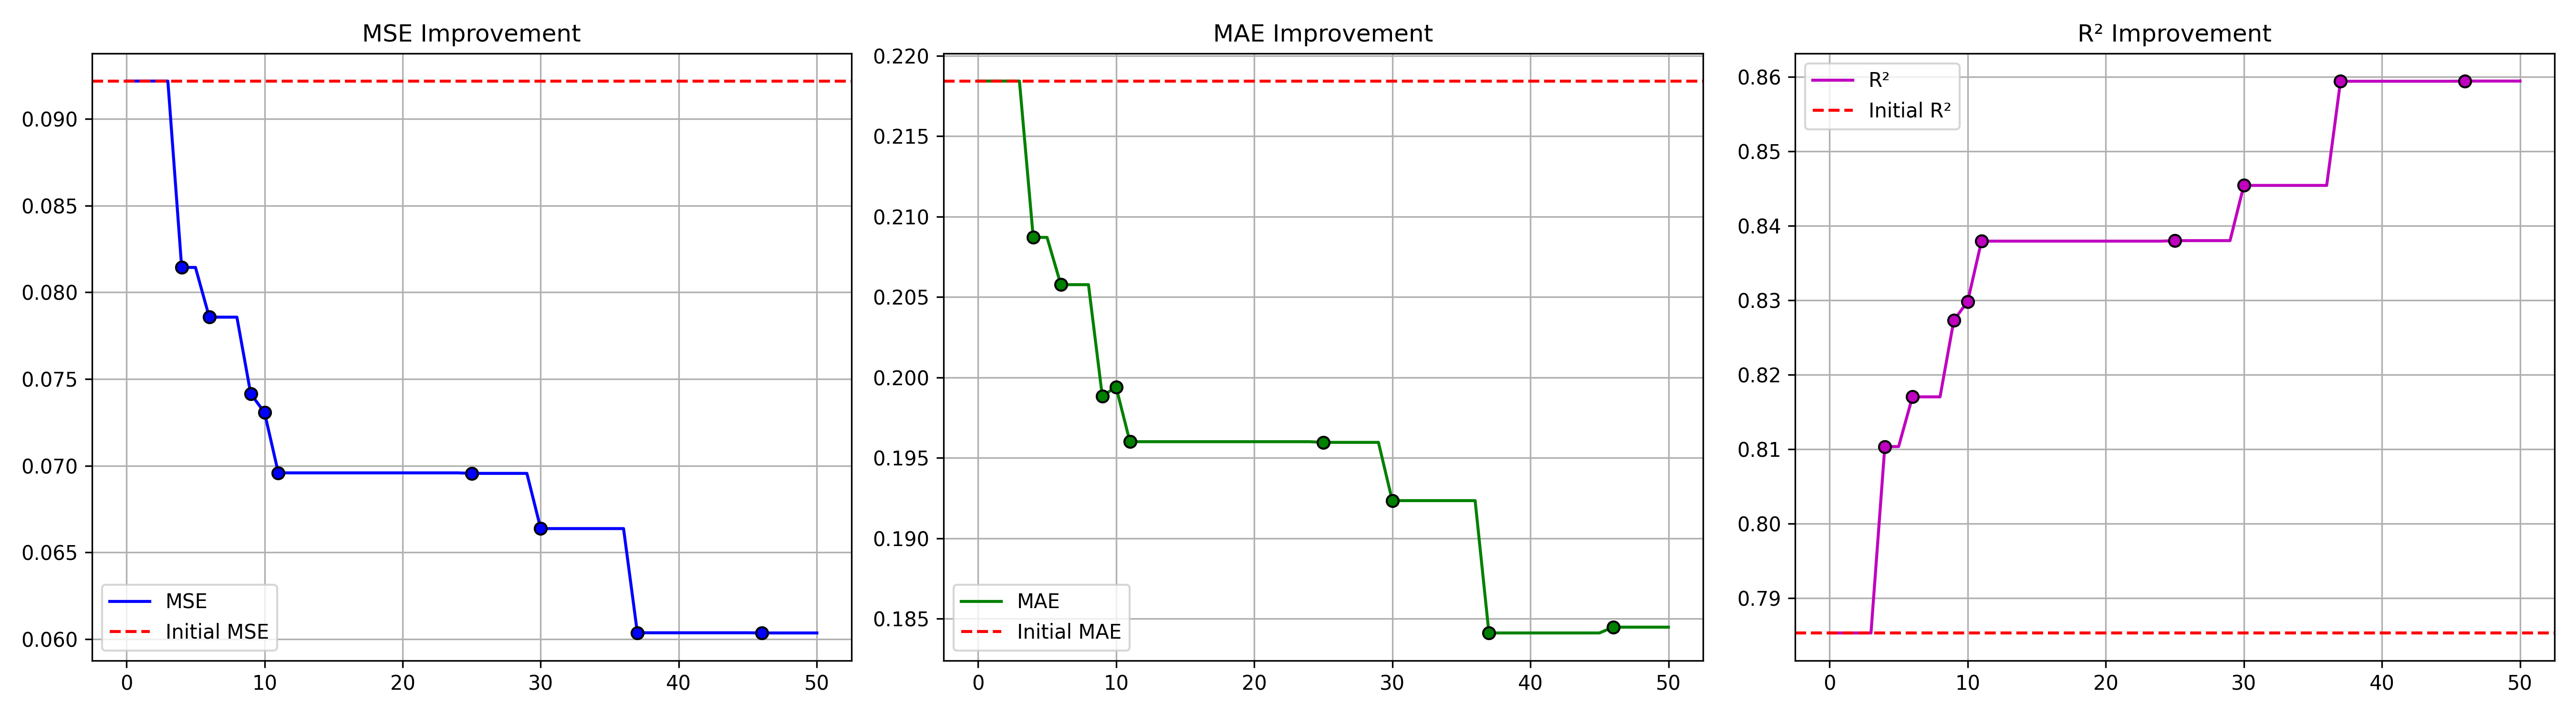 MSE Improvement
0.090
0.085
0.080
0.075
0.070
0.065
0.060
MSE
Initial MSE
0 10 20 30 40 50
MAE Improvement
0.220
0.215
0.210
0.205
0.200
0.195
0.190
0.185
MAE
Initial MAE
0 10 20 30 40 50
R² Improvement
R²
Initial R²
0.86
0.85
0.84
0.83
0.82
0.81
0.80
0.79
0 10 20 30 40 50